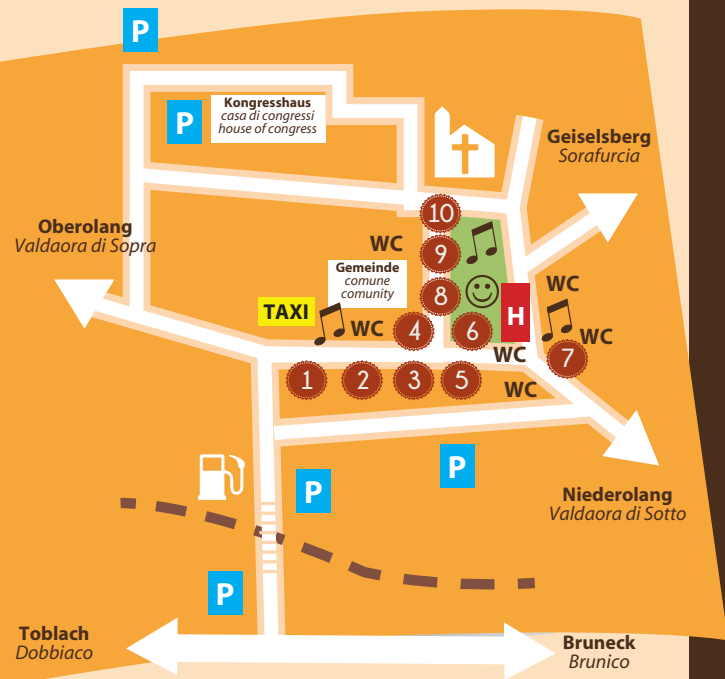 P
P
Kongresshaus
casa di congressi
house of congress
Geiselsberg
Sorafurcia
10
Oberolang
Valdaora di Sopra
WC
9
Gemeinde
comune
comunity
8
WC
TAXI
WC
4
6
H
WC
WC
7
1
2
3
5
WC
P
P
Niederolang
Valdaora di Sotto
P
Toblach
Dobbiaco
Bruneck
Brunico